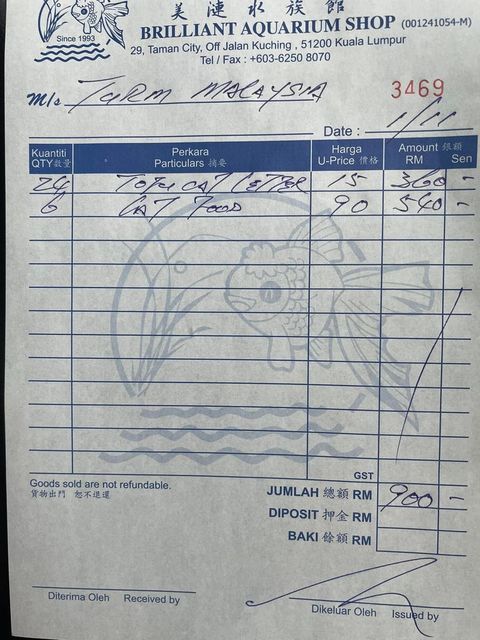 美漣水族館
Since 1993
BRILLIANT AQUARIUM SHOP (001241054-M)
29, Taman City, Off Jalan Kuching , 51200 Kuala Lumpur
Tel / Fax : +603-6250 8070
M/s TNRM MALAYSIA 3469
Date : 1/11
Kuantiti Perkara Harga Amount 銀額
QTY 數量 Particulars 摘要 U-Price 價格 RM Sen
24 TOFU CAT LETTER 15 360 -
6 CAT FOOD 90 540 -
GST
Goods sold are not refundable. JUMLAH 總額 RM 900 -
貨物出門 恕不退還
DIPOSIT 押金 RM
BAKI 餘額 RM
Diterima Oleh Received by Dikeluar Oleh Issued by